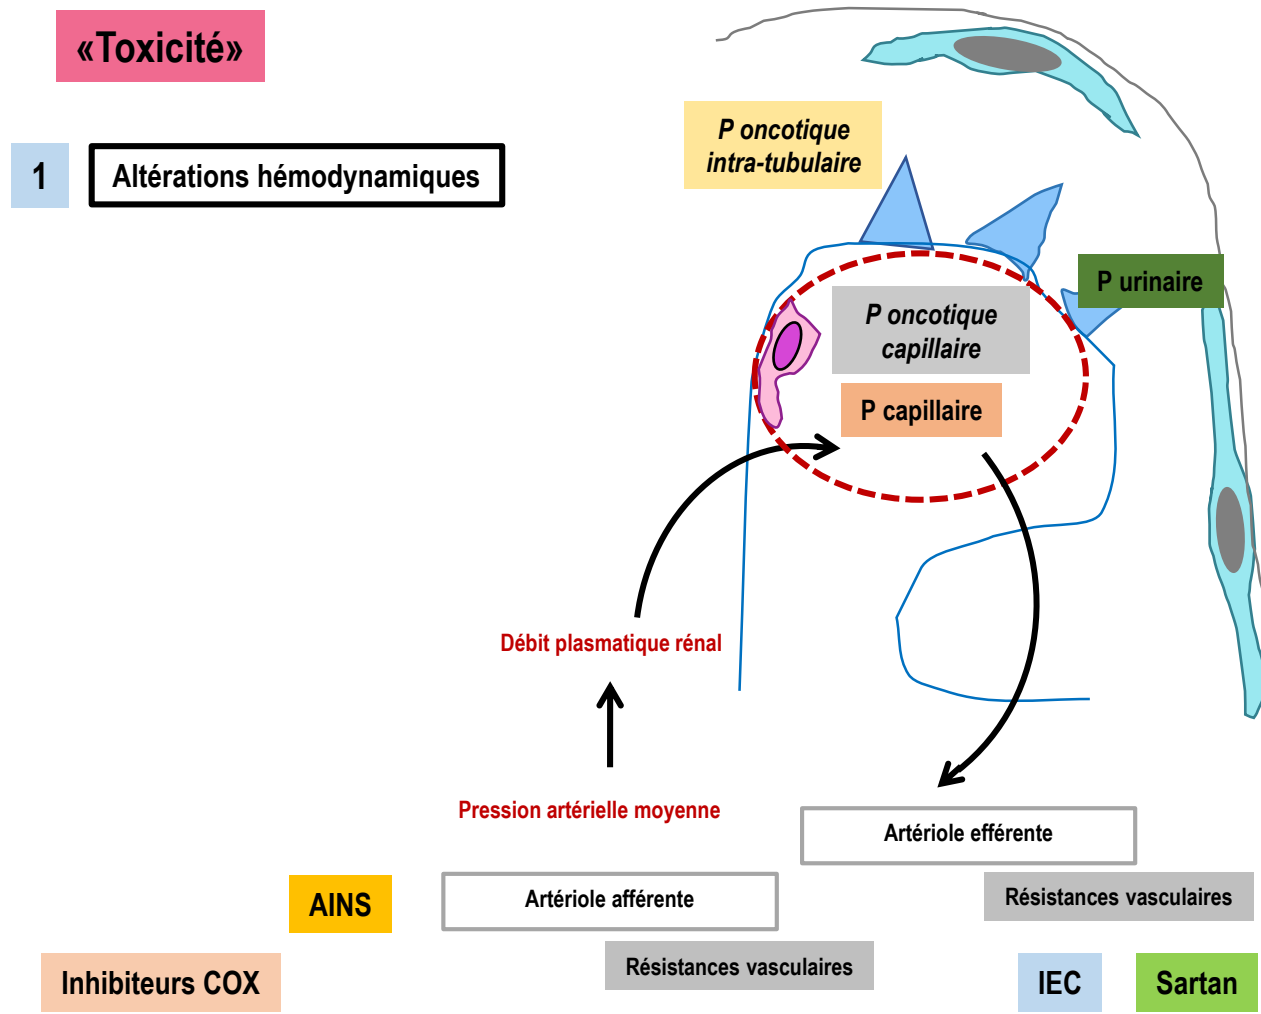 «Toxicité»
1
Altérations hémodynamiques
P oncotique
intra-tubulaire
P urinaire
P oncotique
capillaire
P capillaire
Débit plasmatique rénal
Pression artérielle moyenne
Artériole efférente
AINS
Artériole afférente
Résistances vasculaires
Résistances vasculaires
Inhibiteurs COX
IEC
Sartan